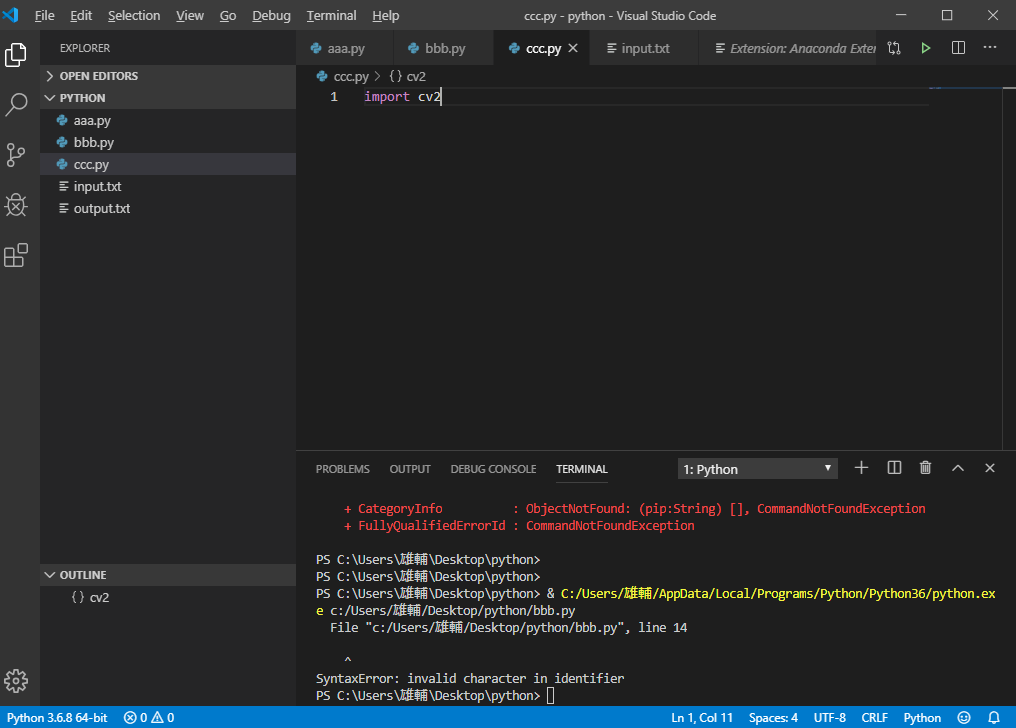 File Edit Selection View Go Debug Terminal Help ccc.py - python - Visual Studio Code
EXPLORER
aaa.py bbb.py ccc.py input.txt Extension: Anaconda Exter
OPEN EDITORS
PYTHON
aaa.py
bbb.py
ccc.py
input.txt
output.txt
ccc.py > {} cv2
1 import cv2
PROBLEMS OUTPUT DEBUG CONSOLE TERMINAL 1: Python
+ CategoryInfo : ObjectNotFound: (pip:String) [], CommandNotFoundException
+ FullyQualifiedErrorId : CommandNotFoundException
PS C:\Users\雄輔\Desktop\python>
PS C:\Users\雄輔\Desktop\python>
PS C:\Users\雄輔\Desktop\python> & C:/Users/雄輔/AppData/Local/Programs/Python/Python36/python.ex
e c:/Users/雄輔/Desktop/python/bbb.py
File "c:/Users/雄輔/Desktop/python/bbb.py", line 14
^
SyntaxError: invalid character in identifier
PS C:\Users\雄輔\Desktop\python>
OUTLINE
{} cv2
Python 3.6.8 64-bit 0 0 Ln 1, Col 11 Spaces: 4 UTF-8 CRLF Python